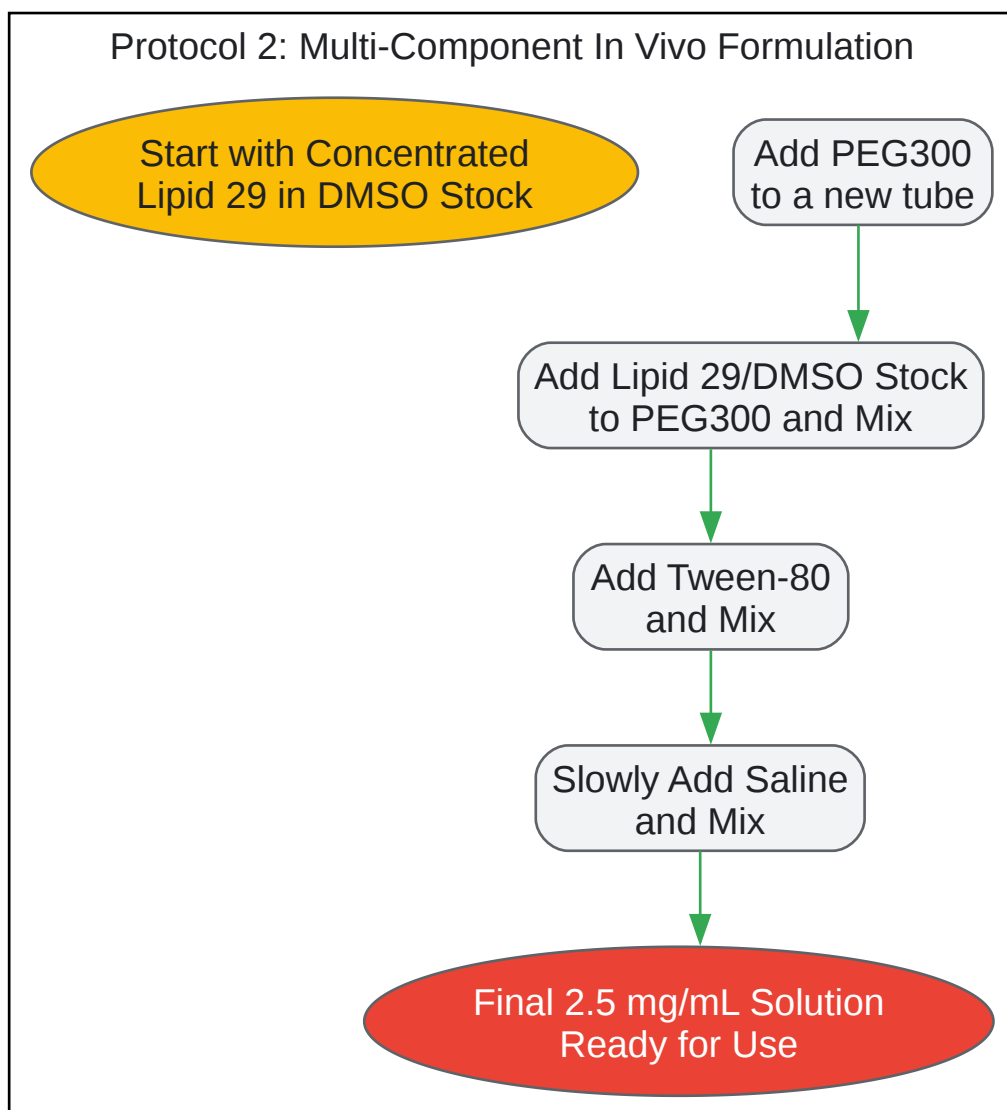 Protocol 2: Multi-Component In Vivo Formulation
Start with Concentrated
Lipid 29 in DMSO Stock
Add PEG300
to a new tube
Add Lipid 29/DMSO Stock
to PEG300 and Mix
Add Tween-80
and Mix
Slowly Add Saline
and Mix
Final 2.5 mg/mL Solution
Ready for Use